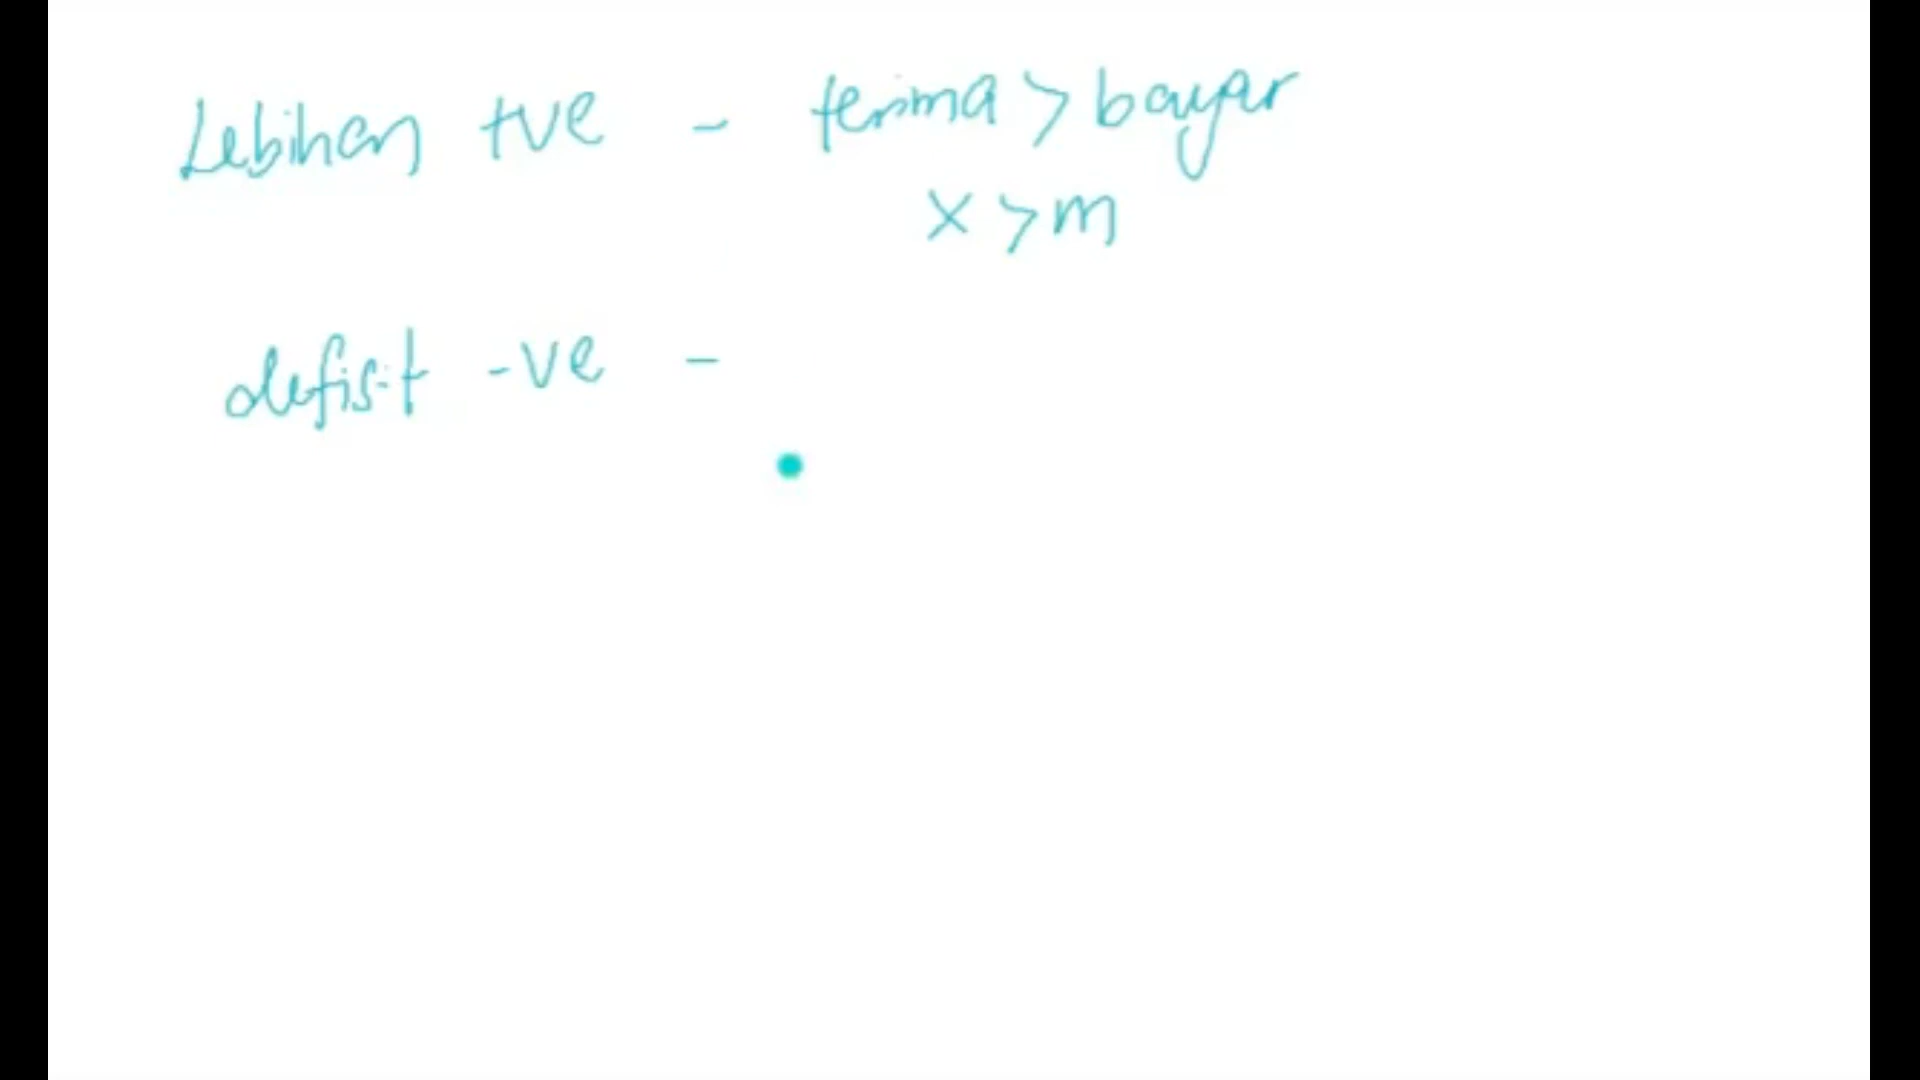 Lebihan +ve - terima > bayar
x > m
defisit -ve -